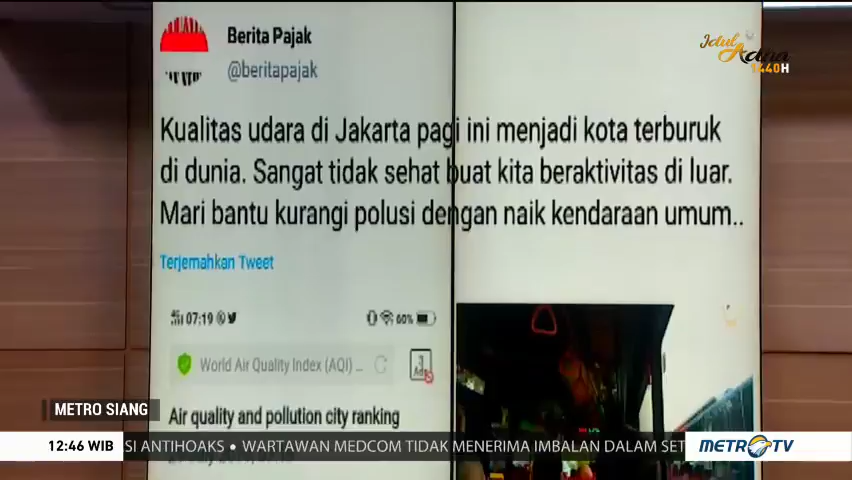 Berita Pajak
@beritapajak
Idul Adha
1440H
Kualitas udara di Jakarta pagi ini menjadi kota terburuk
di dunia. Sangat tidak sehat buat kita beraktivitas di luar.
Mari bantu kurangi polusi dengan naik kendaraan umum..
Terjemahkan Tweet
07:19
60%
World Air Quality Index (AQI) ...
Air quality and pollution city ranking
METRO SIANG
12:46 WIB
SI ANTIHOAKS • WARTAWAN MEDCOM TIDAK MENERIMA IMBALAN DALAM SET
METRO TV